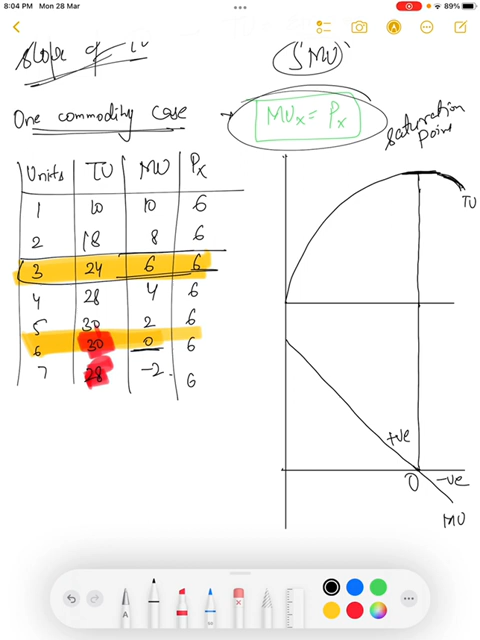 8:04 PM Mon 28 Mar
89%
Slope of TU
SMU
One commodity case
MUx = Px
Saturation
Point
Units TU MU Px
1 10 10 6
2 18 8 6
3 24 6 6
4 28 4 6
5 30 2 6
6 30 0 6
7 28 -2. 6
TU
+ve
O
-ve
MU